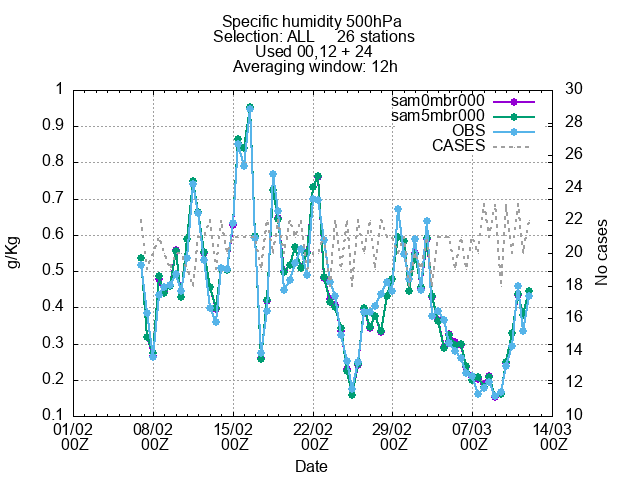 Specific humidity 500hPa
Selection: ALL 26 stations
Used 00,12 + 24
Averaging window: 12h
sam0mbr000
sam5mbr000
OBS
CASES
1
0.9
0.8
0.7
0.6
0.5
0.4
0.3
0.2
0.1
g/Kg
30
28
26
24
22
20
18
16
14
12
10
No cases
01/02 08/02 15/02 22/02 29/02 07/03 14/03
00Z 00Z 00Z 00Z 00Z 00Z 00Z
Date